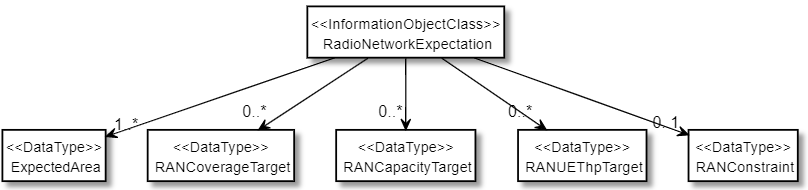 <<InformationObjectClass>>
RadioNetworkExpectation
1..*
0..*
0..*
0..*
0..1
<<DataType>>
ExpectedArea
<<DataType>>
RANCoverageTarget
<<DataType>>
RANCapacityTarget
<<DataType>>
RANUEThpTarget
<<DataType>>
RANConstraint